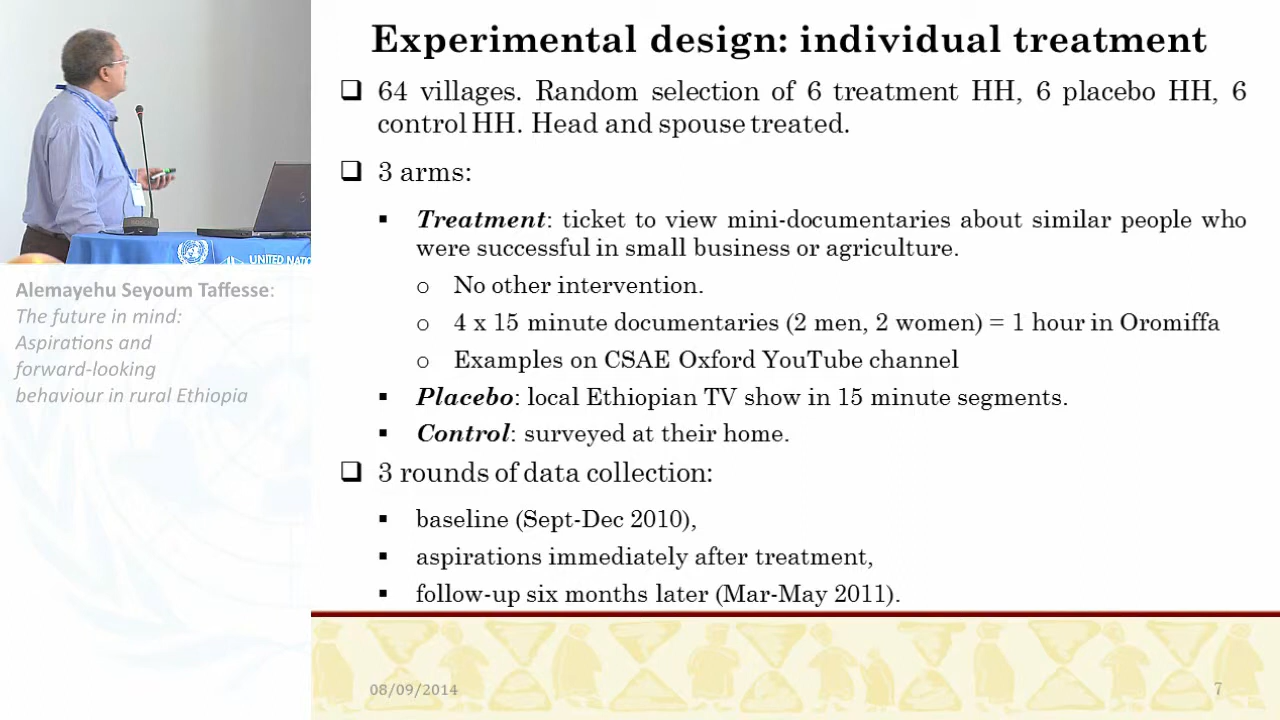 Experimental design: individual treatment
64 villages. Random selection of 6 treatment HH, 6 placebo HH, 6
control HH. Head and spouse treated.
3 arms:
Treatment: ticket to view mini-documentaries about similar people who
were successful in small business or agriculture.
No other intervention.
4 x 15 minute documentaries (2 men, 2 women) = 1 hour in Oromiffa
Examples on CSAE Oxford YouTube channel
Placebo: local Ethiopian TV show in 15 minute segments.
Control: surveyed at their home.
3 rounds of data collection:
baseline (Sept-Dec 2010),
aspirations immediately after treatment,
follow-up six months later (Mar-May 2011).
08/09/2014
7
UNITED NATIO
Alemayehu Seyoum Taffesse:
The future in mind:
Aspirations and
forward-looking
behaviour in rural Ethiopia